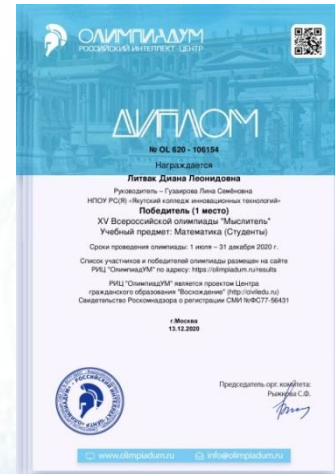 ОЛИМПИАДУМ
РОССИЙСКИЙ ИНТЕЛЛЕКТ - ЦЕНТР
ДИПЛОМ
№ OL 620 - 106154
Награждается
Литвак Диана Леонидовна
Руководитель – Гузаирова Лина Семёновна
НПОУ РС(Я) «Якутский колледж инновационных технологий»
Победитель (1 место)
XV Всероссийской олимпиады "Мыслитель"
Учебный предмет: Математика (Студенты)
Сроки проведения олимпиады: 1 июля – 31 декабря 2020 г.
Список участников и победителей олимпиады размещен на сайте
РИЦ "ОлимпиадУМ" по адресу: https://olimpiadum.ru/results
РИЦ "ОлимпиадУМ" является проектом Центра
гражданского образования "Восхождение" (http://civiledu.ru)
Свидетельство Роскомнадзора о регистрации СМИ №ФС77-56431
г.Москва
13.12.2020
Председатель орг. комитета:
Рыжкова С.Ф.
www.olimpiadum.ru
info@olimpiadum.ru